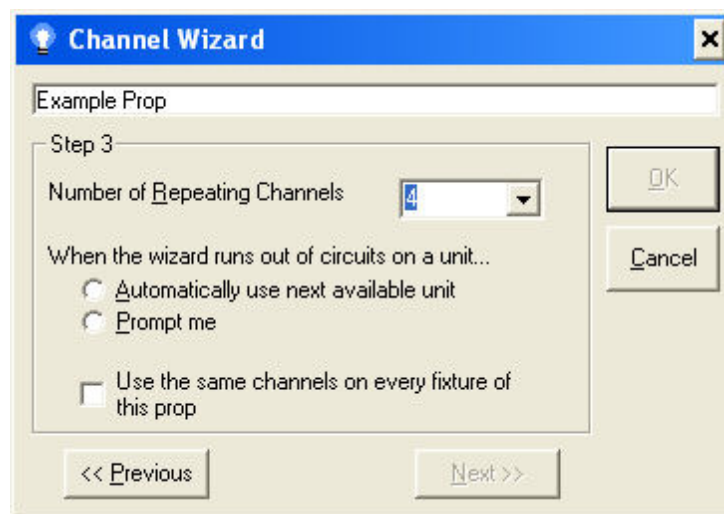 Channel Wizard
Example Prop
Step 3
Number of Repeating Channels 4
OK
When the wizard runs out of circuits on a unit...
Cancel
Automatically use next available unit
Prompt me
Use the same channels on every fixture of
this prop
<< Previous
Next >>